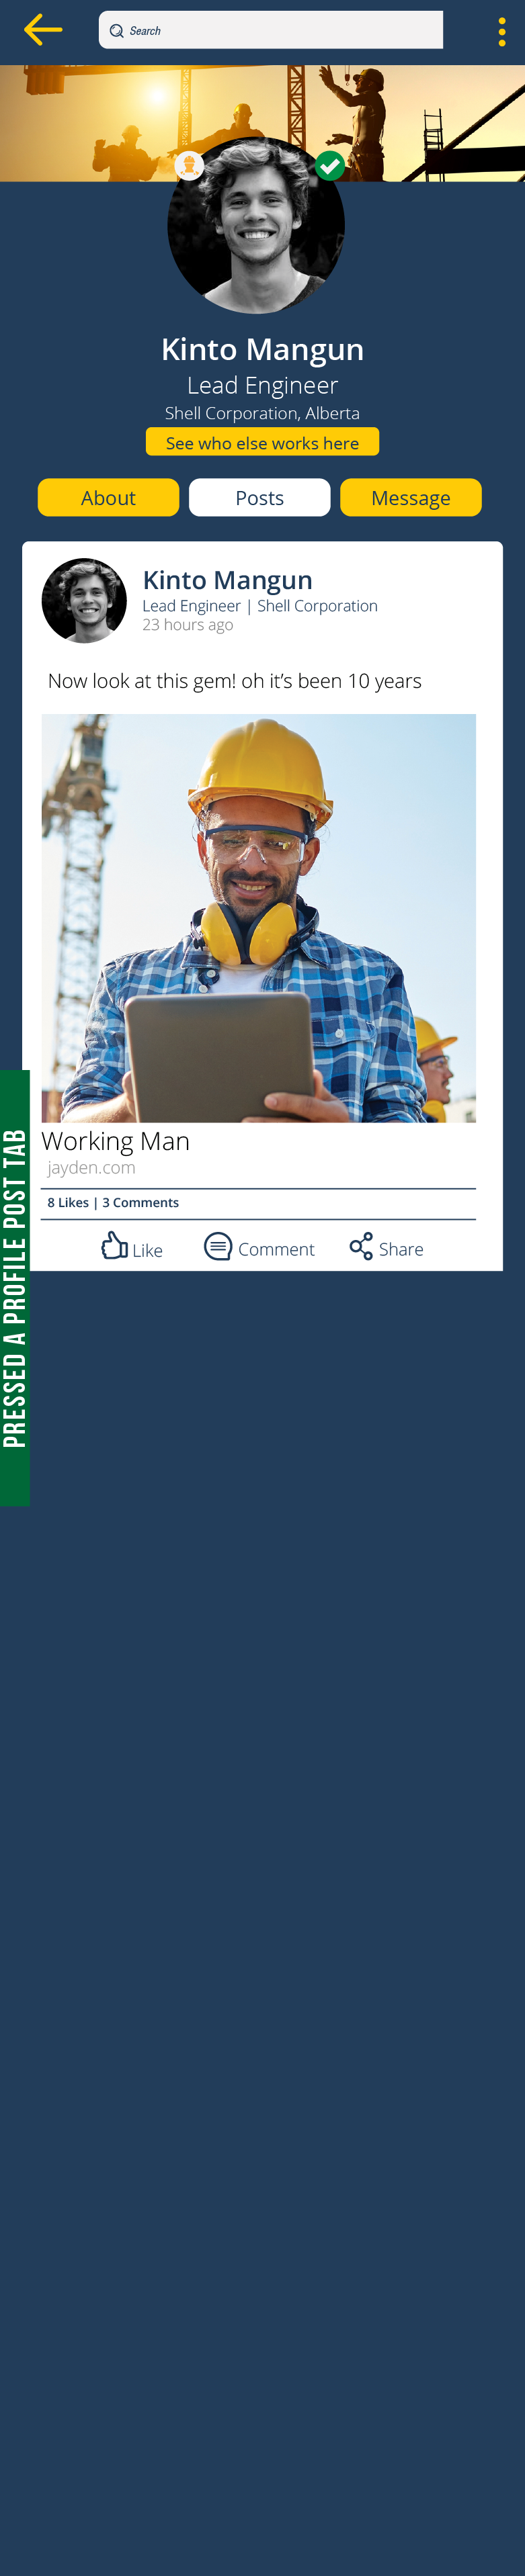 Search
Kinto Mangun
Lead Engineer
Shell Corporation, Alberta
See who else works here
About
Posts
Message
Kinto Mangun
Lead Engineer | Shell Corporation
23 hours ago
Now look at this gem! oh it's been 10 years
Working Man
jayden.com
8 Likes | 3 Comments
Like
Comment
Share
PRESSED A PROFILE POST TAB